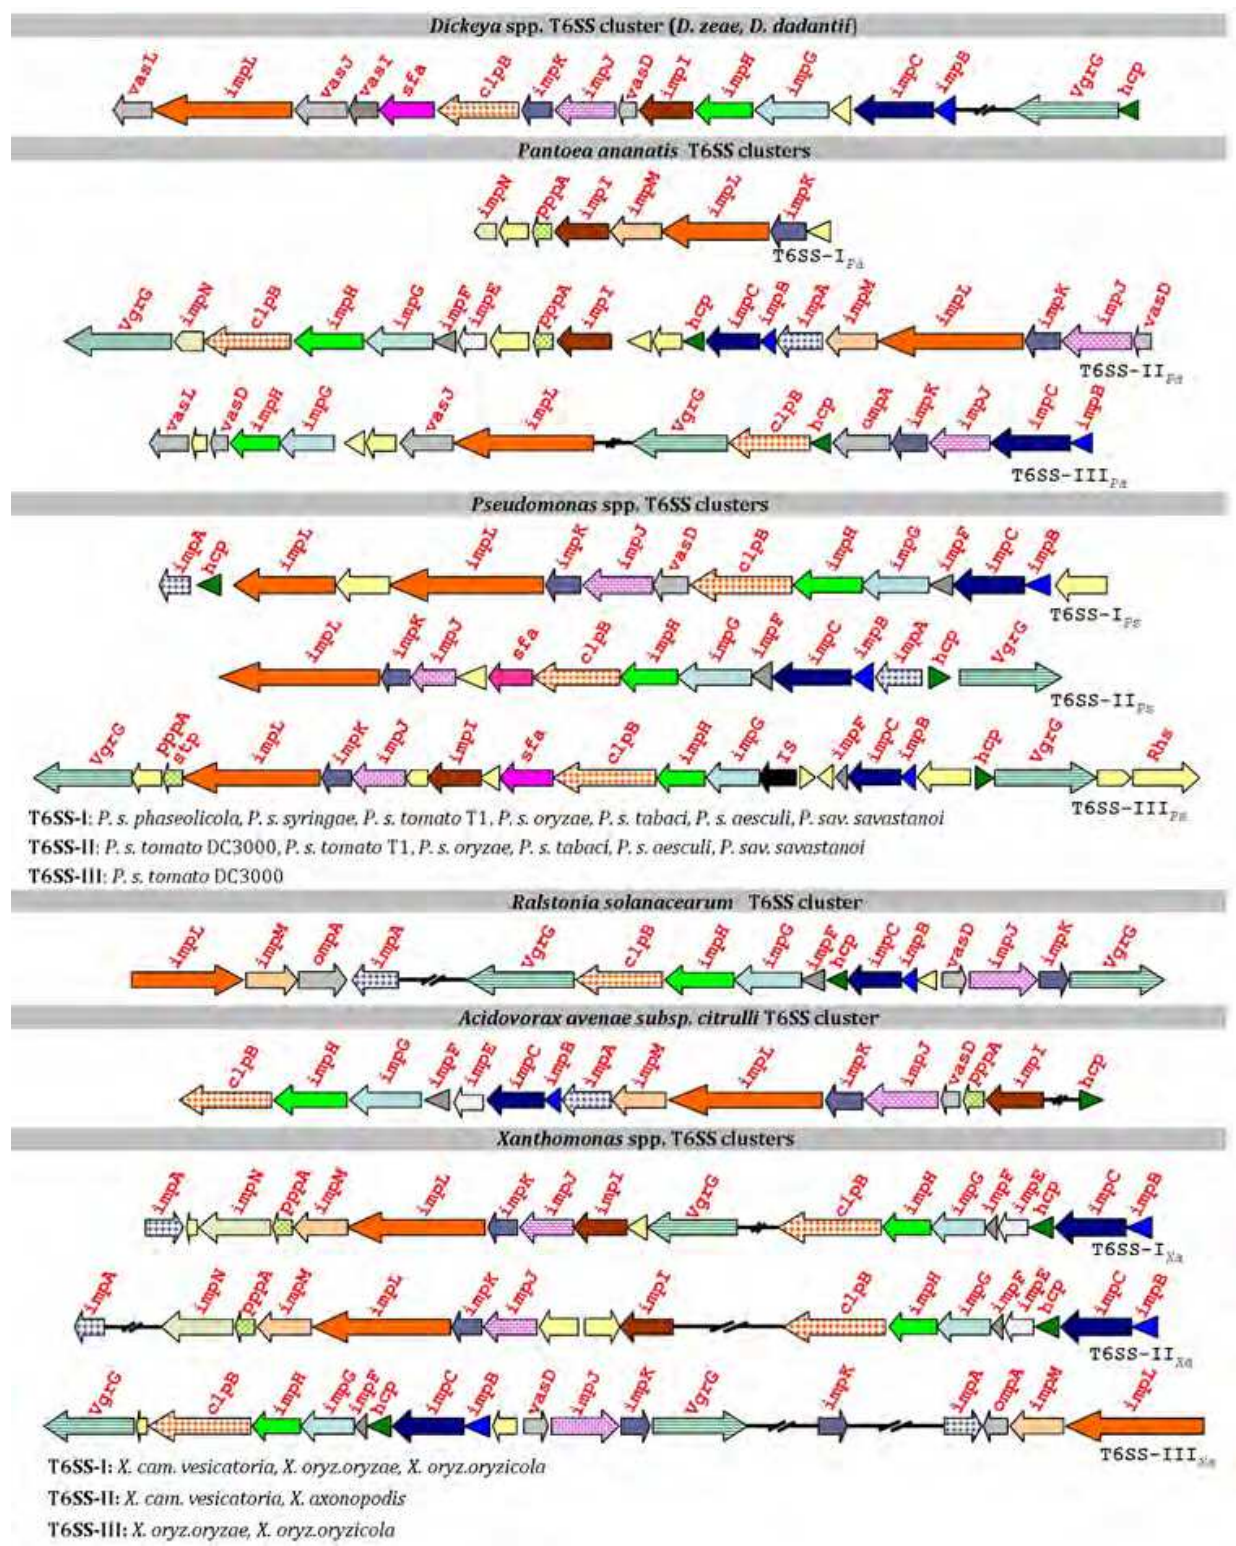 Dickeya spp. T6SS cluster (D. zeae, D. dadantii)
vasL impL vasJ vasI sfa clpB impK impJ vasD impI impH impG impC impB VgrG hcp
Pantoea ananatis T6SS clusters
impN pppA impI impM impL impK
T6SS-I
VgrG impN clpB impH impG impF impE pppA impI hcp impC impB impA impM impL impK impJ vasD
T6SS-II
vasL vasD impH impG vasJ impL VgrG clpB hcp ompA impK impJ impC impB
T6SS-III
Pseudomonas spp. T6SS clusters
impA hcp impL impL impK impJ vasD clpB impH impG impF impC impB
T6SS-I
impL impK impJ sfa clpB impH impG impF impC impB impA hcp VgrG
T6SS-II
VgrG pppA stp impL impK impJ impI sfa clpB impH impG IS impF impC impB hcp VgrG Rhs
T6SS-III
T6SS-I: P. s. phaseolicola, P. s. syringae, P. s. tomato T1, P. s. oryzae, P. s. tabaci, P. s. aesculi, P. sav. savastanoi
T6SS-II: P. s. tomato DC3000, P. s. tomato T1, P. s. oryzae, P. s. tabaci, P. s. aesculi, P. sav. savastanoi
T6SS-III: P. s. tomato DC3000
Ralstonia solanacearum T6SS cluster
impL impM ompA impA VgrG clpB impH impG impF hcp impC impB vasD impJ impK VgrG
Acidovorax avenae subsp. citrulli T6SS cluster
clpB impH impG impF impE impC impB impA impM impL impK impJ vasD pppA impI hcp
Xanthomonas spp. T6SS clusters
impA impN pppA impM impL impK impJ impI VgrG clpB impH impG impF impE hcp impC impB
T6SS-I
impA impN pppA impM impL impK impJ impI clpB impH impG impF impE hcp impC impB
T6SS-II
VgrG clpB impH impG impF hcp impC impB vasD impJ impK VgrG impK impA ompA impM impL
T6SS-III
T6SS-I: X. cam. vesicatoria, X. oryz.oryzae, X. oryz.oryzicola
T6SS-II: X. cam. vesicatoria, X. axonopodis
T6SS-III: X. oryz.oryzae, X. oryz.oryzicola